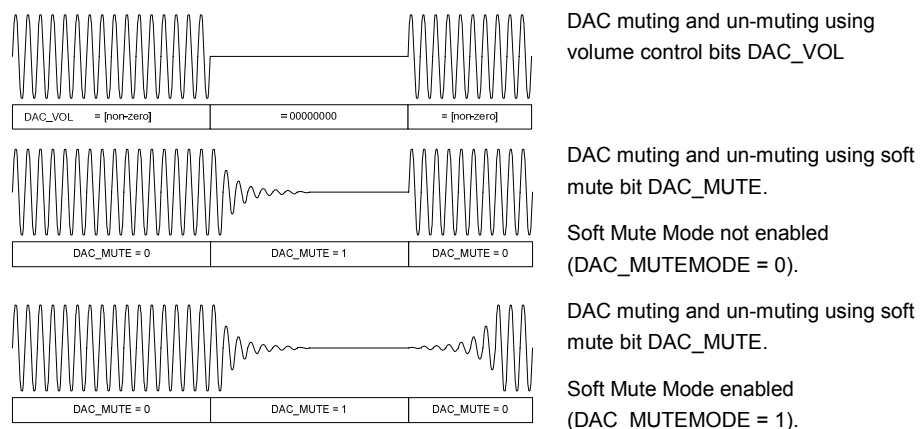 DAC muting and un-muting using
volume control bits DAC_VOL
DAC_VOL = [non-zero] = 00000000 = [non-zero]
DAC muting and un-muting using soft
mute bit DAC_MUTE.
Soft Mute Mode not enabled
(DAC_MUTEMODE = 0).
DAC_MUTE = 0 DAC_MUTE = 1 DAC_MUTE = 0
DAC muting and un-muting using soft
mute bit DAC_MUTE.
Soft Mute Mode enabled
(DAC_MUTEMODE = 1).
DAC_MUTE = 0 DAC_MUTE = 1 DAC_MUTE = 0